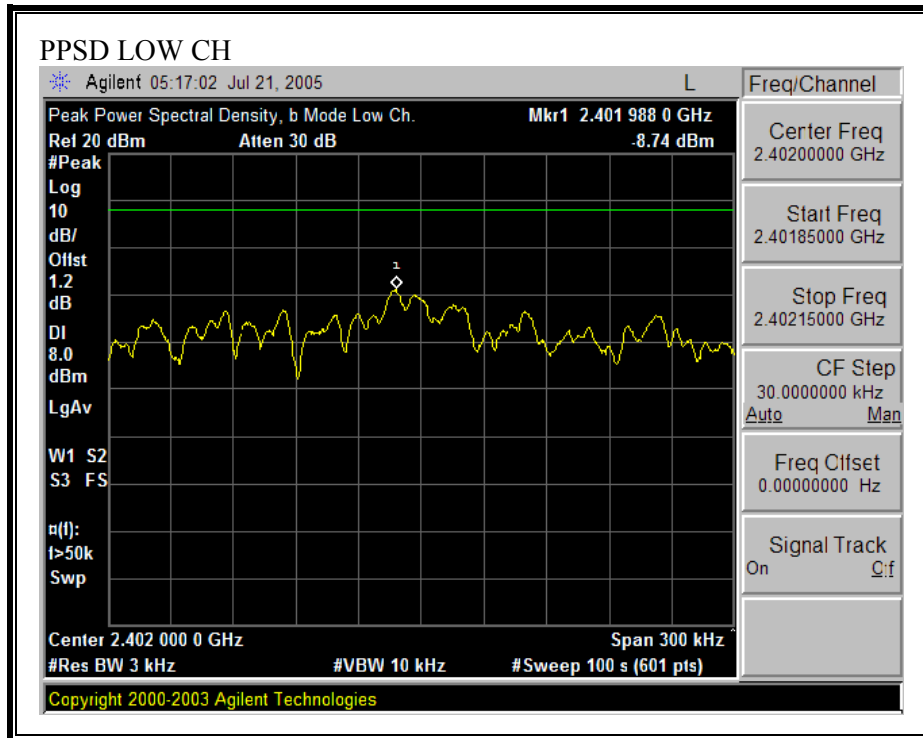 PPSD LOW CH
Agilent 05:17:02 Jul 21, 2005 L
Peak Power Spectral Density, b Mode Low Ch. Mkr1 2.401 988 0 GHz
Ref 20 dBm Atten 30 dB -8.74 dBm
#Peak
Log
10
dB/
Offst
1.2
dB
DI
8.0
dBm
LgAv
W1 S2
S3 FS
¤(f):
f>50k
Swp
1
Center 2.402 000 0 GHz Span 300 kHz
#Res BW 3 kHz #VBW 10 kHz #Sweep 100 s (601 pts)
Copyright 2000-2003 Agilent Technologies
Freq/Channel
Center Freq
2.40200000 GHz
Start Freq
2.40185000 GHz
Stop Freq
2.40215000 GHz
CF Step
30.0000000 kHz
Auto Man
Freq Offset
0.00000000 Hz
Signal Track
On Off